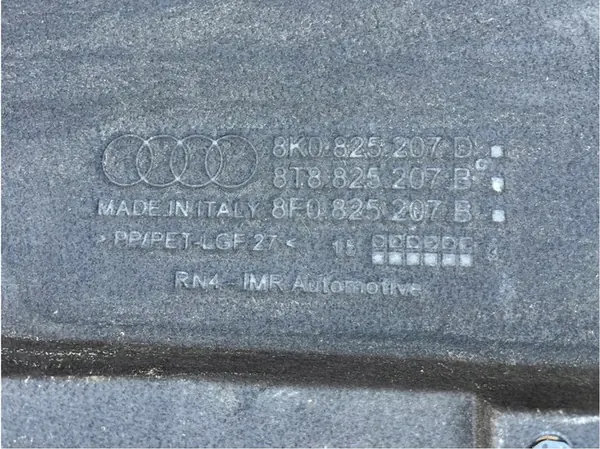 8K0 825 207 D
8T8 825 207 B
MADE IN ITALY 8F0 825 207 B
>PP/PET-LGF 27< 15
RN4-IMR Automotive